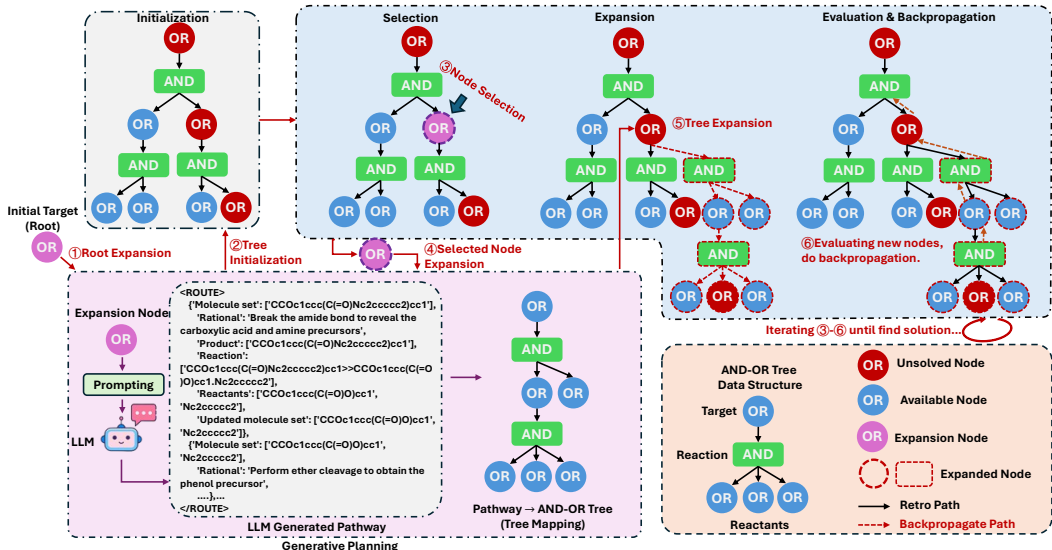 Initialization
OR
AND
OR
OR
AND
AND
OR
OR
OR
OR
Selection
OR
AND
③Node Selection
OR
OR
AND
AND
OR
OR
OR
OR
Expansion
OR
AND
OR
OR
⑤Tree Expansion
AND
AND
AND
OR
OR
OR
OR
OR
OR
AND
OR
OR
OR
Evaluation & Backpropagation
OR
AND
OR
OR
AND
AND
AND
OR
OR
OR
OR
OR
OR
⑥Evaluating new nodes,
do backpropagation.
AND
OR
OR
OR
Iterating ③-⑥ until find solution...
Initial Target
(Root)
OR
①Root Expansion
②Tree
Initialization
OR
④Selected Node
Expansion
Expansion Node
OR
Prompting
LLM
<ROUTE>
{'Molecule set': ['CCOc1ccc(C(=O)Nc2ccccc2)cc1'],
'Rational': 'Break the amide bond to reveal the
carboxylic acid and amine precursors',
'Product': ['CCOc1ccc(C(=O)Nc2ccccc2)cc1'],
'Reaction':
['CCOc1ccc(C(=O)Nc2ccccc2)cc1>>CCOc1ccc(C(=O
)O)cc1.Nc2ccccc2'],
'Reactants': ['CCOc1ccc(C(=O)O)cc1',
'Nc2ccccc2'],
'Updated molecule set': ['CCOc1ccc(C(=O)O)cc1',
'Nc2ccccc2']},
{'Molecule set': ['CCOc1ccc(C(=O)O)cc1',
'Nc2ccccc2'],
'Rational': 'Perform ether cleavage to obtain the
phenol precursor',
....},...
</ROUTE>
LLM Generated Pathway
OR
AND
OR
OR
AND
OR
OR
OR
Pathway → AND-OR Tree
(Tree Mapping)
Generative Planning
AND-OR Tree
Data Structure
Target
OR
Reaction
AND
OR
OR
OR
Reactants
OR
Unsolved Node
OR
Available Node
OR
Expansion Node
Expanded Node
Retro Path
Backpropagate Path